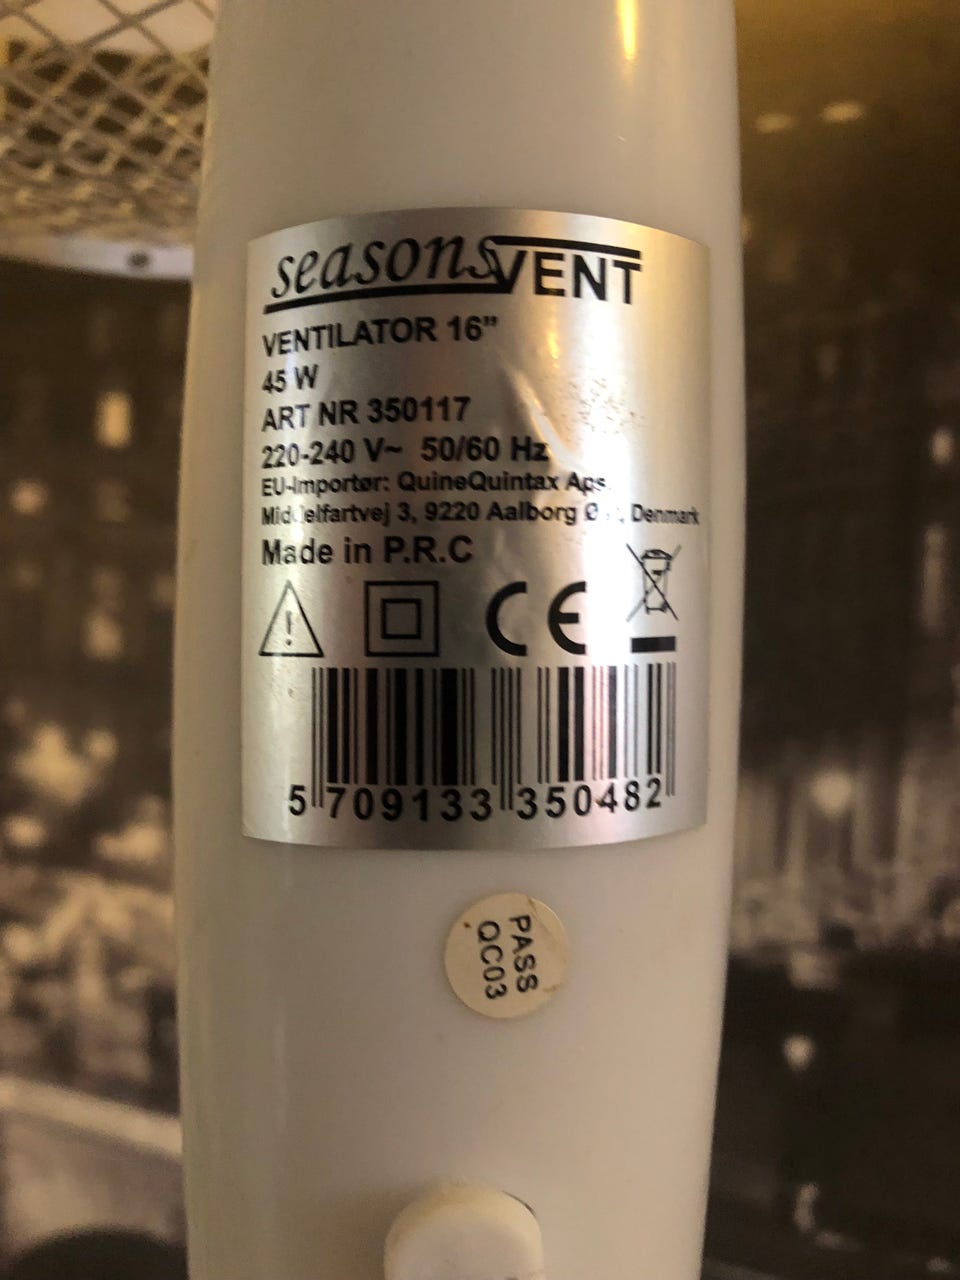 seasonsVENT
VENTILATOR 16”
45 W
ART NR 350117
220-240 V~ 50/60 Hz
EU-Importør: QuineQuintax Aps.
Middelfartvej 3, 9220 Aalborg Denmark
Made in P.R.C
!
CE
5 709133 350482
PASS
QC03